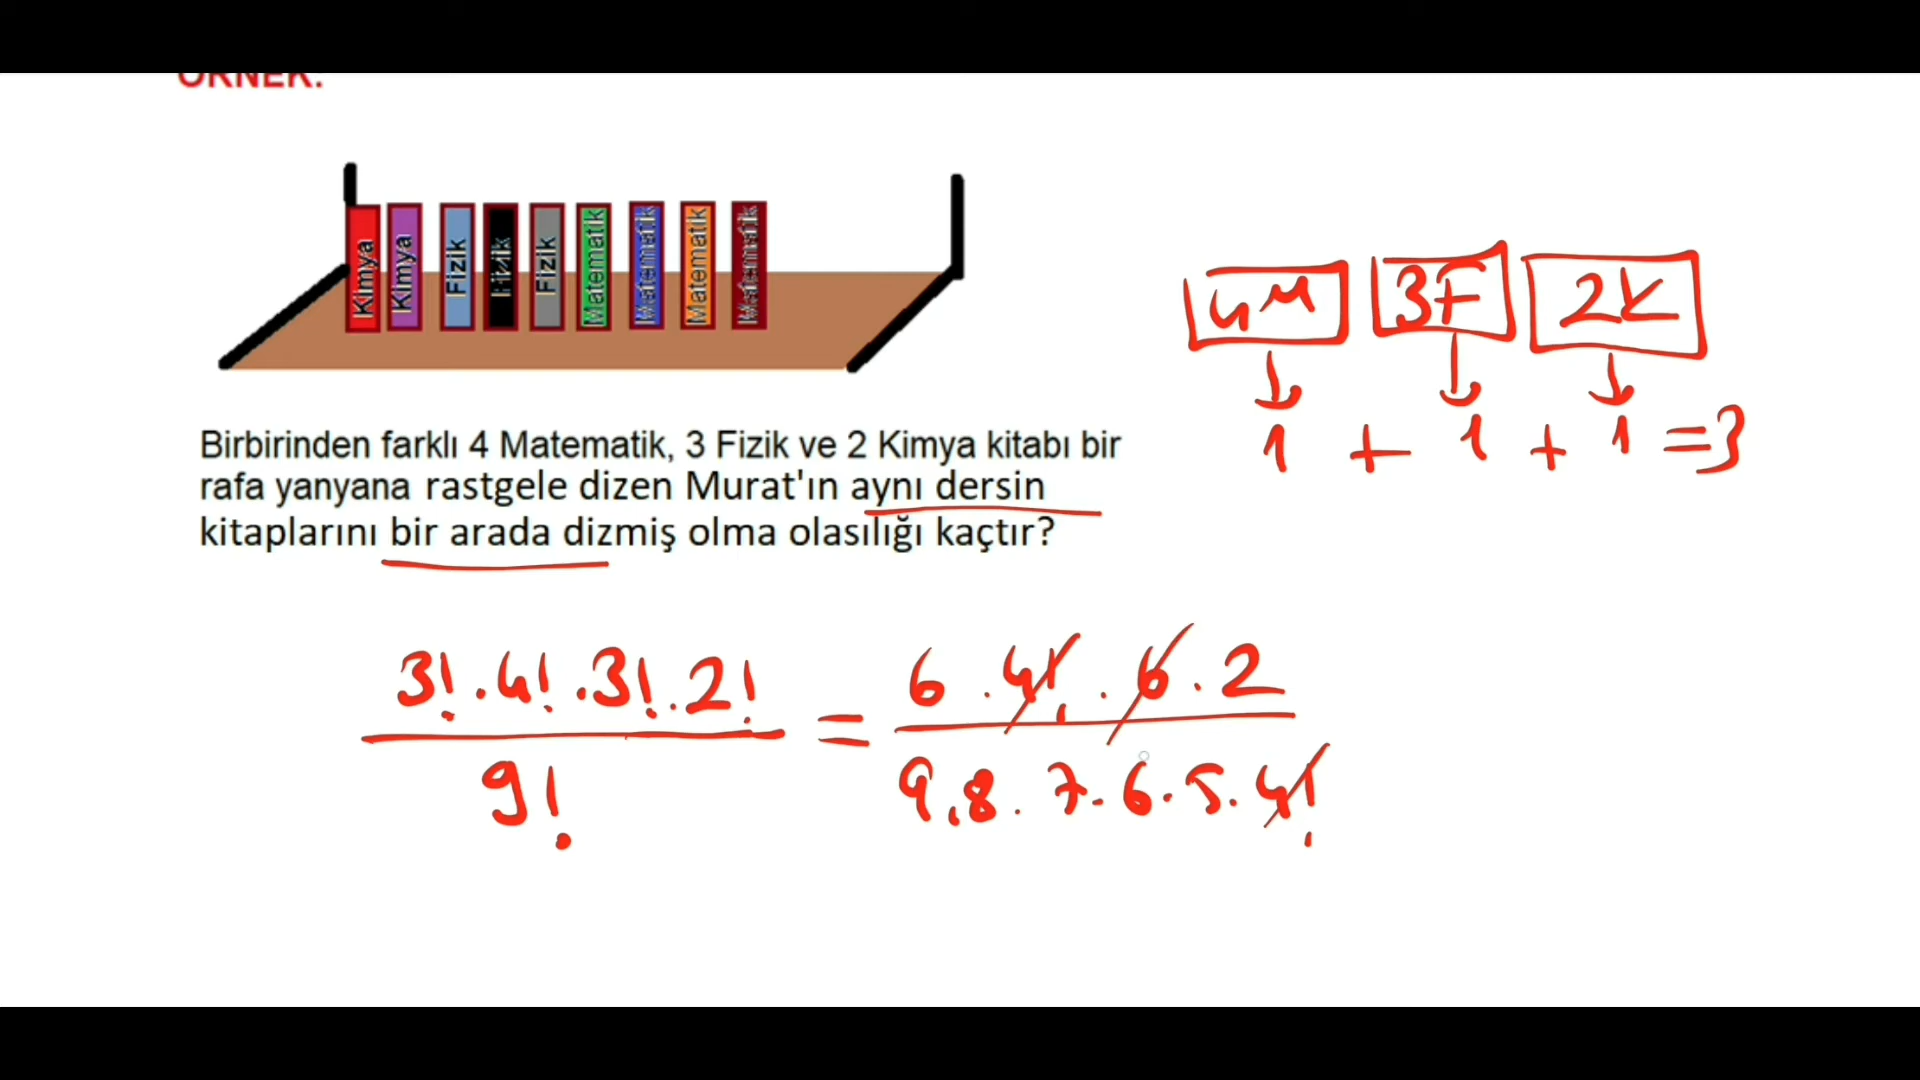 ÖRNEK:
Kimya Kimya Fizik Fizik Fizik Matematik Matematik Matematik Matematik
4M 3F 2K
1 + 1 + 1 = 3
Birbirinden farklı 4 Matematik, 3 Fizik ve 2 Kimya kitabı bir
rafa yanyana rastgele dizen Murat'ın aynı dersin
kitaplarını bir arada dizmiş olma olasılığı kaçtır?
3! . 4! . 3! . 2! = 6 . 4! . 6 . 2
9! 9 . 8 . 7 . 6 . 5 . 4!